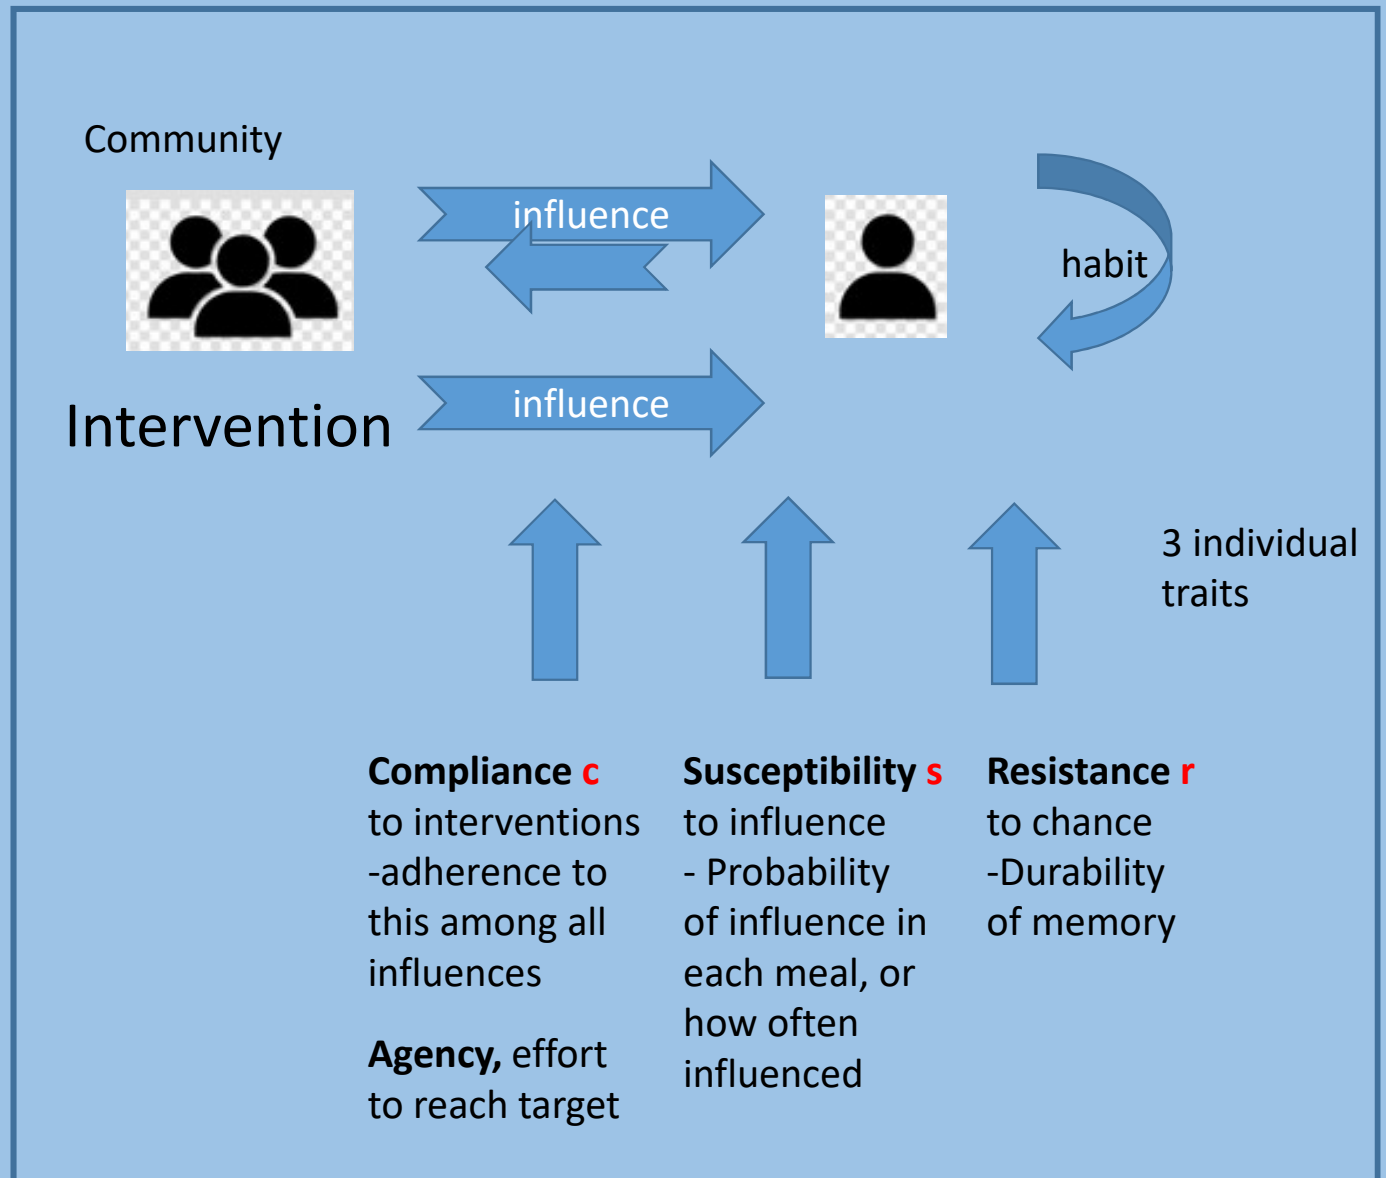 Community
influence
habit
influence
Intervention
3 individual
traits
Compliance c
to interventions
-adherence to
this among all
influences
Agency, effort
to reach target
Susceptibility s
to influence
- Probability
of influence in
each meal, or
how often
influenced
Resistance r
to chance
-Durability
of memory